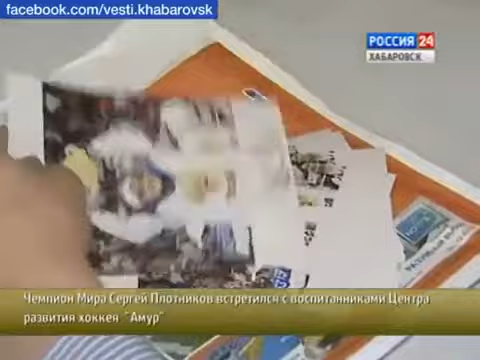 facebook.com/vesti.khabarovsk
РОССИЯ 24
ХАБАРОВСК
Чемпион Мира Сергей Плотников встретился с воспитанниками Центра
развития хоккея "Амур"